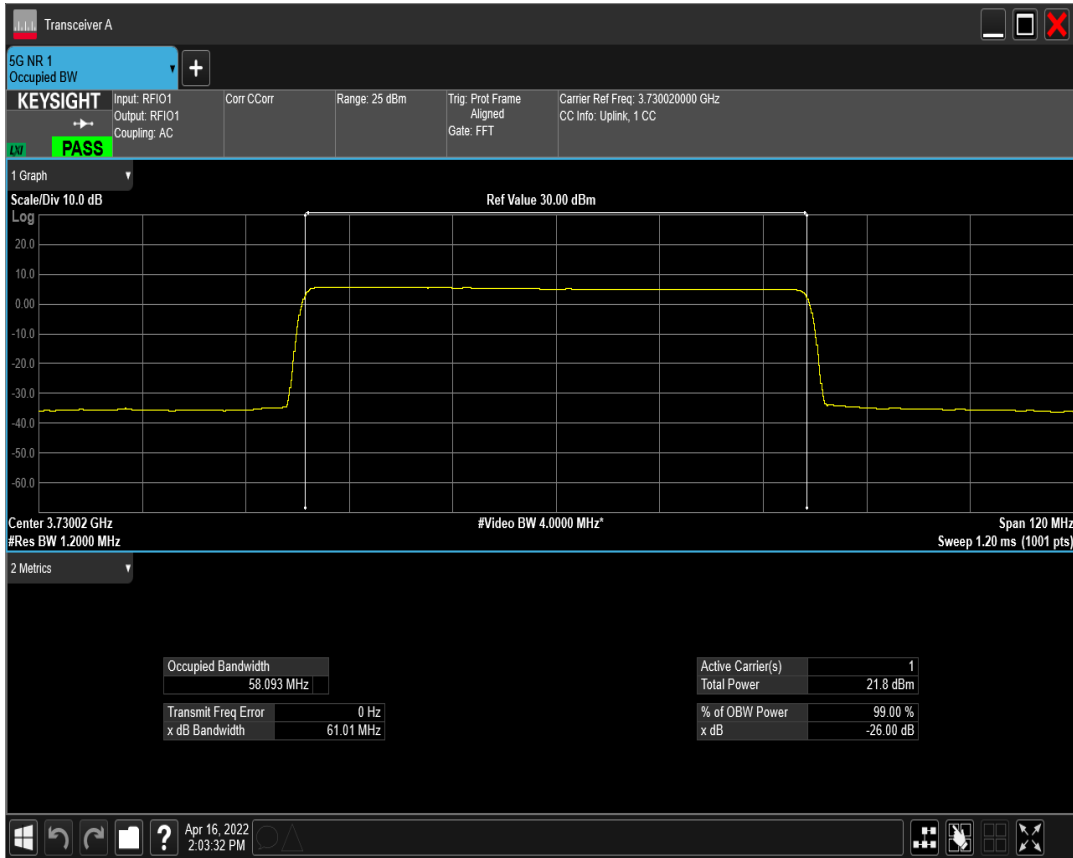 Transceiver A
5G NR 1
Occupied BW
KEYSIGHT
LXI
PASS
Input: RFIO1
Output: RFIO1
Coupling: AC
Corr CCorr
Range: 25 dBm
Trig: Prot Frame
Aligned
Gate: FFT
Carrier Ref Freq: 3.730020000 GHz
CC Info: Uplink, 1 CC
1 Graph
Scale/Div 10.0 dB
Ref Value 30.00 dBm
Log
20.0
10.0
0.00
-10.0
-20.0
-30.0
-40.0
-50.0
-60.0
Center 3.73002 GHz
#Video BW 4.0000 MHz*
Span 120 MHz
#Res BW 1.2000 MHz
Sweep 1.20 ms (1001 pts)
2 Metrics
Occupied Bandwidth
58.093 MHz
Transmit Freq Error 0 Hz
x dB Bandwidth 61.01 MHz
Active Carrier(s) 1
Total Power 21.8 dBm
% of OBW Power 99.00 %
x dB -26.00 dB
?
Apr 16, 2022
2:03:32 PM